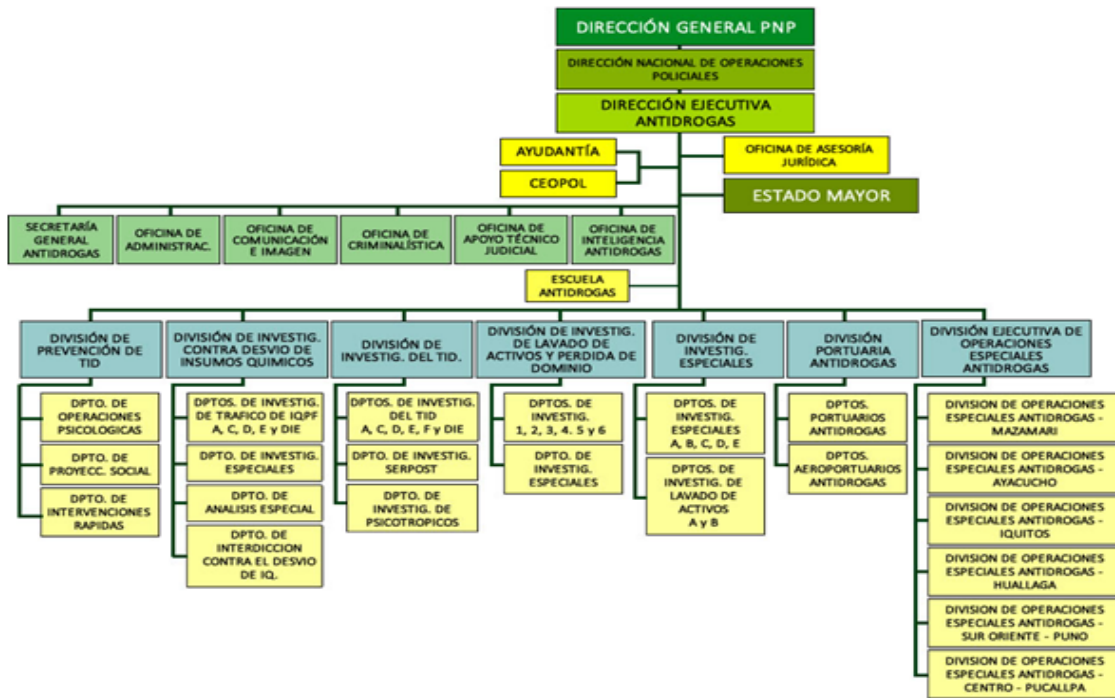 DIRECCIÓN GENERAL PNP
DIRECCIÓN NACIONAL DE OPERACIONES
POLICIALES
DIRECCIÓN EJECUTIVA
ANTIDROGAS
AYUDANTÍA
CEOPOL
OFICINA DE ASESORÍA
JURÍDICA
ESTADO MAYOR
SECRETARÍA
GENERAL
ANTIDROGAS
OFICINA DE
ADMINISTRAC.
OFICINA DE
COMUNICACIÓN
E IMAGEN
OFICINA DE
CRIMINALÍSTICA
OFICINA DE
APOYO TÉCNICO
JUDICIAL
OFICINA DE
INTELIGENCIA
ANTIDROGAS
ESCUELA
ANTIDROGAS
DIVISIÓN DE
PREVENCIÓN DE
TID
DPTO. DE
OPERACIONES
PSICOLOGICAS
DPTO. DE
PROYECC. SOCIAL
DPTO. DE
INTERVENCIONES
RAPIDAS
DIVISIÓN DE INVESTIG.
CONTRA DESVIO DE
INSUMOS QUIMICOS
DPTOS. DE INVESTIG.
DE TRAFICO DE IQPF
A, C, D, E y DIE
DPTO. DE INVESTIG.
ESPECIALES
DPTO. DE
ANALISIS ESPECIAL
DPTO. DE
INTERDICCION
CONTRA EL DESVIO
DE IQ.
DIVISIÓN DE
INVESTIG. DEL TID.
DPTOS. DE INVESTIG.
DEL TID
A, C, D, E, F y DIE
DPTO. DE INVESTIG.
SERPOST
DPTO. DE
INVESTIG. DE
PSICOTROPICOS
DIVISIÓN DE INVESTIG.
DE LAVADO DE
ACTIVOS Y PERDIDA DE
DOMINIO
DPTOS. DE
INVESTIG.
1, 2, 3, 4. 5 y 6
DPTO. DE
INVESTIG.
ESPECIALES
DIVISIÓN DE
INVESTIG.
ESPECIALES
DPTOS. DE
INVESTIG.
ESPECIALES
A, B, C, D, E
DPTOS. DE
INVESTIG. DE
LAVADO DE
ACTIVOS
A y B
DIVISIÓN
PORTUARIA
ANTIDROGAS
DPTOS.
PORTUARIOS
ANTIDROGAS
DPTOS.
AEROPORTUARIOS
ANTIDROGAS
DIVISIÓN EJECUTIVA DE
OPERACIONES
ESPECIALES
ANTIDROGAS
DIVISION DE OPERACIONES
ESPECIALES ANTIDROGAS -
MAZAMARI
DIVISION DE OPERACIONES
ESPECIALES ANTIDROGAS -
AYACUCHO
DIVISION DE OPERACIONES
ESPECIALES ANTIDROGAS -
IQUITOS
DIVISION DE OPERACIONES
ESPECIALES ANTIDROGAS -
HUALLAGA
DIVISION DE OPERACIONES
ESPECIALES ANTIDROGAS -
SUR ORIENTE - PUNO
DIVISION DE OPERACIONES
ESPECIALES ANTIDROGAS -
CENTRO - PUCALLPA